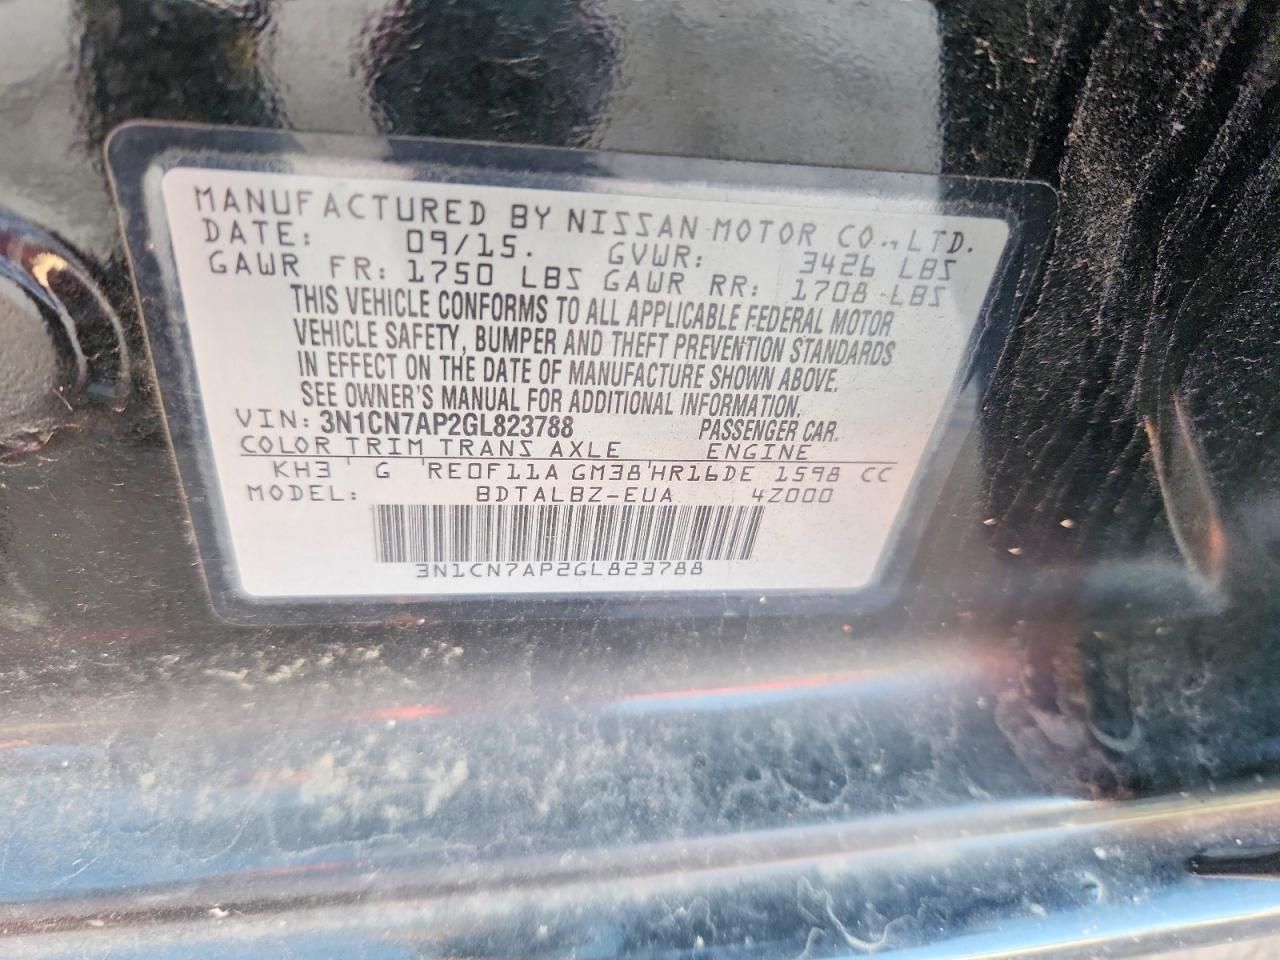 MANUFACTURED BY NISSAN MOTOR CO., LTD.
DATE: 09/15. GVWR: 3426 LBS
GAWR FR: 1750 LBS GAWR RR: 1708 LBS
THIS VEHICLE CONFORMS TO ALL APPLICABLE FEDERAL MOTOR
VEHICLE SAFETY, BUMPER AND THEFT PREVENTION STANDARDS
IN EFFECT ON THE DATE OF MANUFACTURE SHOWN ABOVE.
SEE OWNER'S MANUAL FOR ADDITIONAL INFORMATION.
VIN: 3N1CN7AP2GL823788 PASSENGER CAR.
COLOR TRIM TRANS AXLE ENGINE
KH3 G RE0F11A GM38 HR16DE 1598 CC
MODEL: BDTALBZ-EUA 4Z000
3N1CN7AP2GL823788